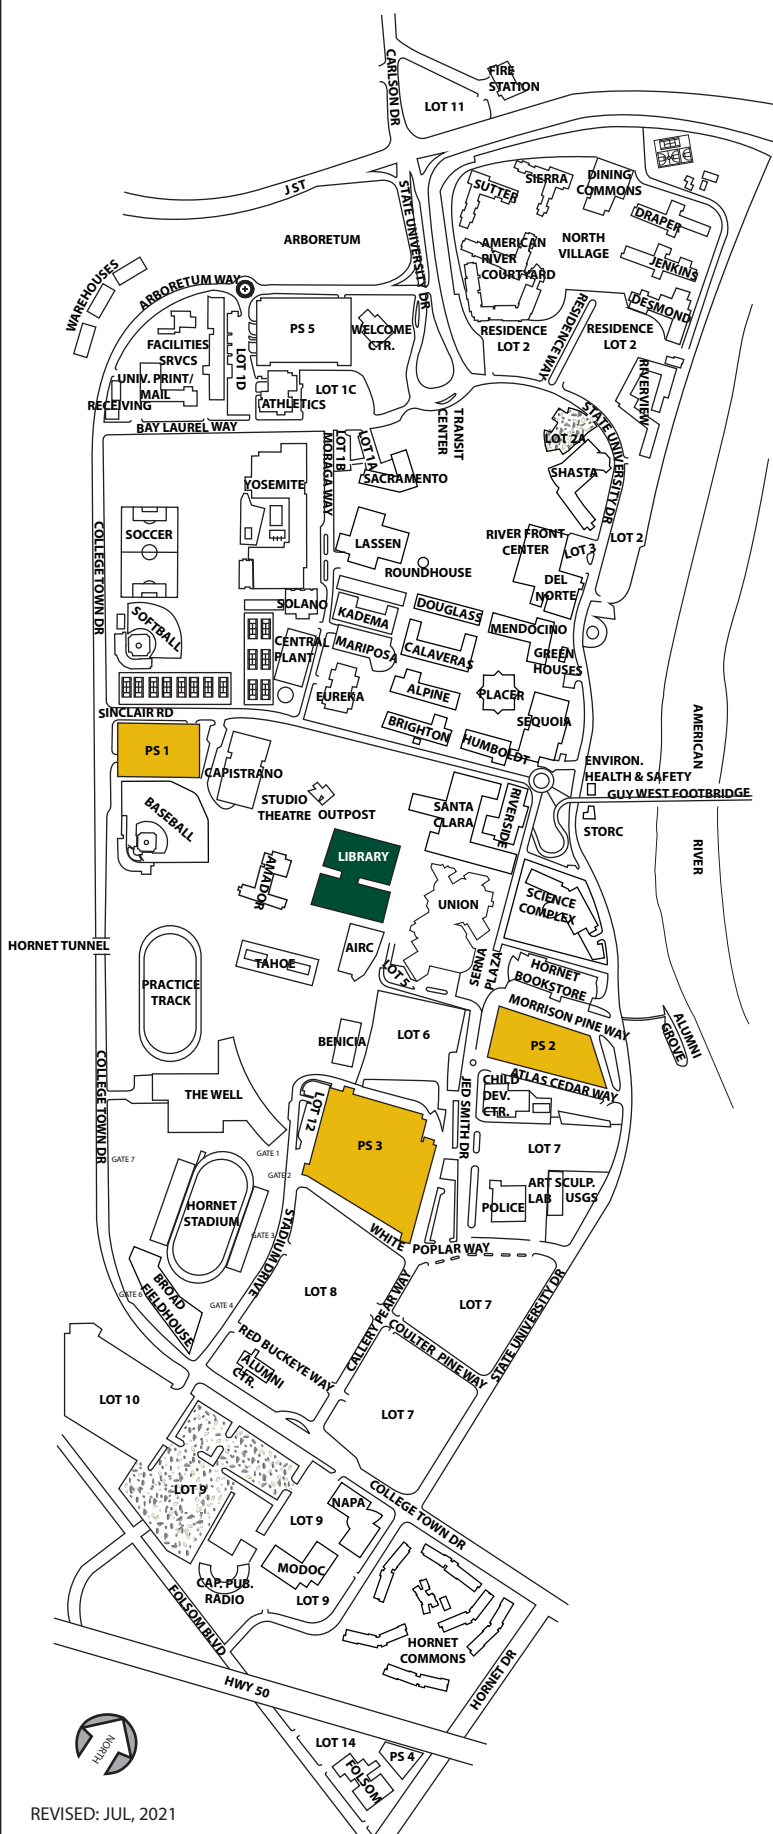 CARLSON DR
FIRE
STATION
LOT 11
J ST
STATE UNIVERSITY DR
SUTTER
SIERRA
DINING
COMMONS
DRAPER
ARBORETUM
AMERICAN
RIVER
COURTYARD
NORTH
VILLAGE
JENKINS
DESMOND
WAREHOUSES
ARBORETUM WAY
PS 5
WELCOME
CTR.
RESIDENCE
LOT 2
RESIDENCE WAY
RESIDENCE
LOT 2
FACILITIES
SRVCS
LOT 1D
UNIV. PRINT/
MAIL
RECEIVING
LOT 1C
ATHLETICS
RIVERVIEW
BAY LAUREL WAY
MORAGA WAY
LOT 1B
LOT 1A
TRANSIT
CENTER
LOT 2A
STATE UNIVERSITY DR
SACRAMENTO
SHASTA
YOSEMITE
SOCCER
COLLEGE TOWN DR
LASSEN
RIVER FRONT
CENTER
LOT 3
LOT 2
ROUNDHOUSE
DEL
NORTE
SOLANO
KADEMA
DOUGLASS
MENDOCINO
SOFTBALL
CENTRAL
PLANT
MARIPOSA
CALAVERAS
GREEN
HOUSES
EUREKA
ALPINE
PLACER
SINCLAIR RD
BRIGHTON
HUMBOLDT
SEQUOIA
AMERICAN
RIVER
PS 1
CAPISTRANO
ENVIRON.
HEALTH & SAFETY
GUY WEST FOOTBRIDGE
STUDIO
THEATRE
OUTPOST
SANTA
CLARA
RIVERSIDE
STORC
BASEBALL
LIBRARY
AMADOR
UNION
SCIENCE
COMPLEX
HORNET TUNNEL
AIRC
TAHOE
LOT 5
SERNA
PLAZA
HORNET
BOOKSTORE
PRACTICE
TRACK
MORRISON PINE WAY
ALUMNI
GROVE
BENICIA
LOT 6
PS 2
ATLAS CEDAR WAY
COLLEGE TOWN DR
THE WELL
LOT 12
JED SMITH DR
CHILD
DEV.
CTR.
PS 3
LOT 7
GATE 7
GATE 1
GATE 2
ART SCULP.
LAB
USGS
POLICE
HORNET
STADIUM
STADIUM DRIVE
GATE 3
WHITE
POPLAR WAY
BROAD
FIELDHOUSE
GATE 6
GATE 4
LOT 8
CALLERY PEAR WAY
LOT 7
STATE UNIVERSITY DR
COULTER PINE WAY
RED BUCKEYE WAY
ALUMNI
CTR.
LOT 10
LOT 7
LOT 9
COLLEGE TOWN DR
NAPA
LOT 9
MODOC
CAP. PUB.
RADIO
LOT 9
FOLSOM BLVD
HORNET
COMMONS
HORNET DR
HWY 50
LOT 14
PS 4
FOLSOM
NORTH
REVISED: JUL, 2021